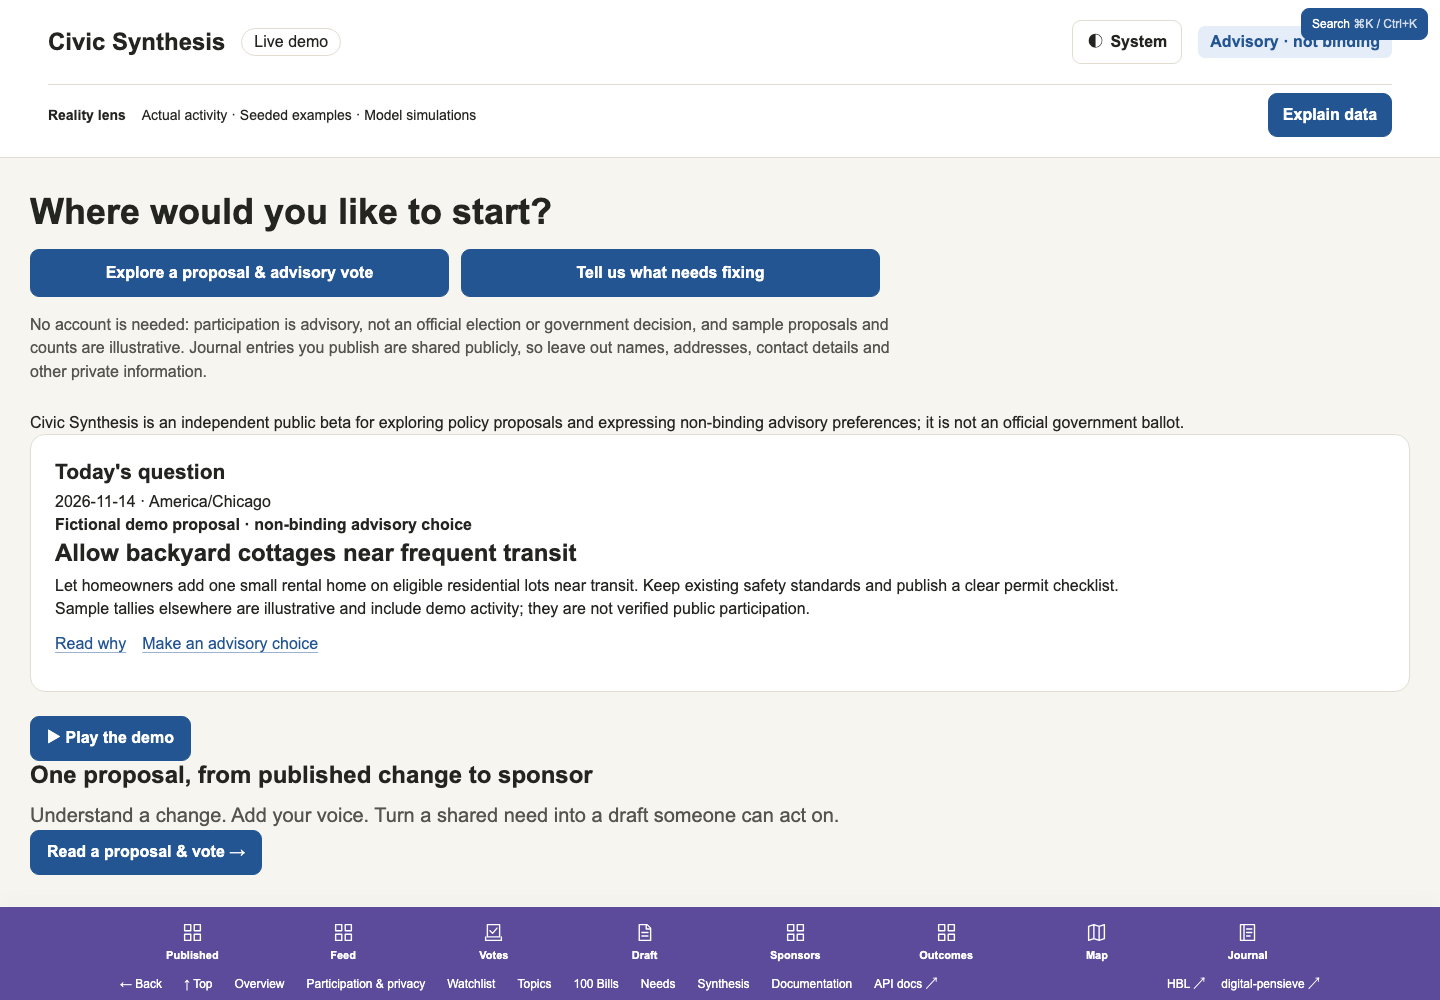 Civic Synthesis
Live demo
System
Advisory · not binding
Search ⌘K / Ctrl+K
Reality lens
Actual activity · Seeded examples · Model simulations
Explain data
Where would you like to start?
Explore a proposal & advisory vote
Tell us what needs fixing
No account is needed: participation is advisory, not an official election or government decision, and sample proposals and
counts are illustrative. Journal entries you publish are shared publicly, so leave out names, addresses, contact details and
other private information.
Civic Synthesis is an independent public beta for exploring policy proposals and expressing non-binding advisory preferences; it is not an official government ballot.
Today's question
2026-11-14 · America/Chicago
Fictional demo proposal · non-binding advisory choice
Allow backyard cottages near frequent transit
Let homeowners add one small rental home on eligible residential lots near transit. Keep existing safety standards and publish a clear permit checklist.
Sample tallies elsewhere are illustrative and include demo activity; they are not verified public participation.
Read why
Make an advisory choice
▶ Play the demo
One proposal, from published change to sponsor
Understand a change. Add your voice. Turn a shared need into a draft someone can act on.
Read a proposal & vote →
Published
Feed
Votes
Draft
Sponsors
Outcomes
Map
Journal
← Back
↑ Top
Overview
Participation & privacy
Watchlist
Topics
100 Bills
Needs
Synthesis
Documentation
API docs ↗
HBL ↗
digital-pensieve ↗